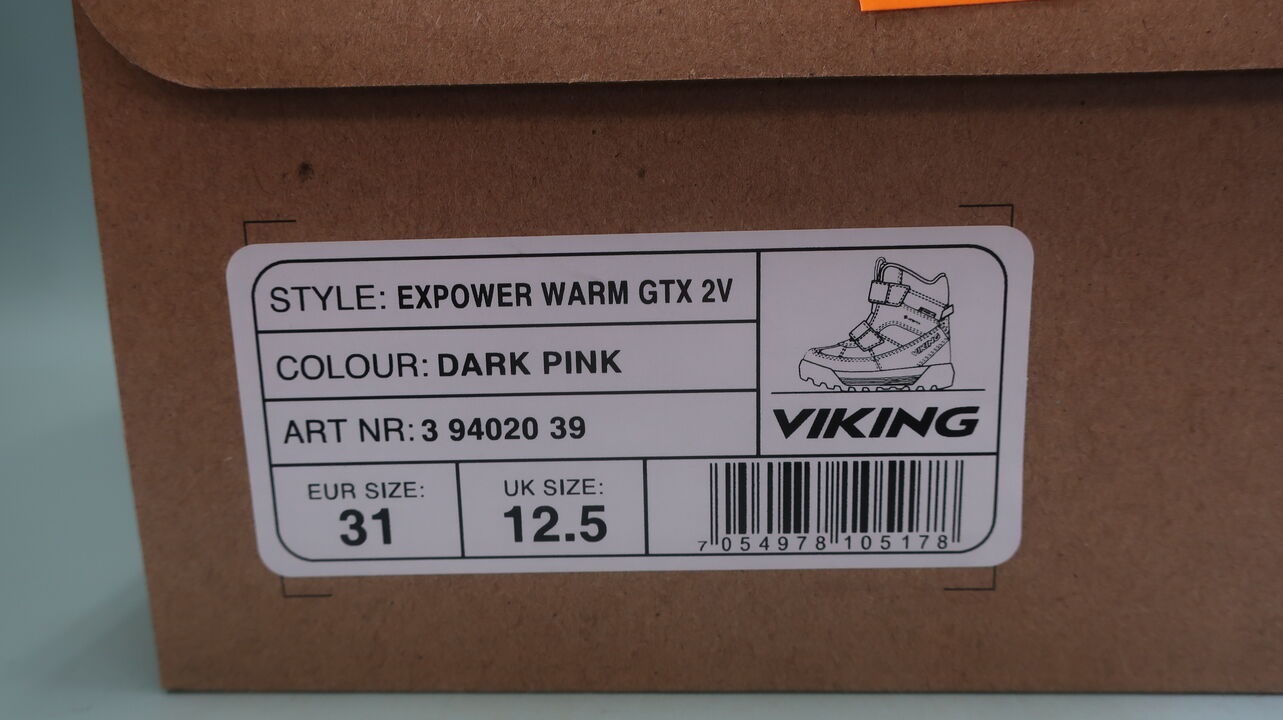 STYLE: EXPOWER WARM GTX 2V
COLOUR: DARK PINK
ART NR: 3 94020 39
VIKING
VIKING
EUR SIZE:
31
UK SIZE:
12.5
7 054978 105178